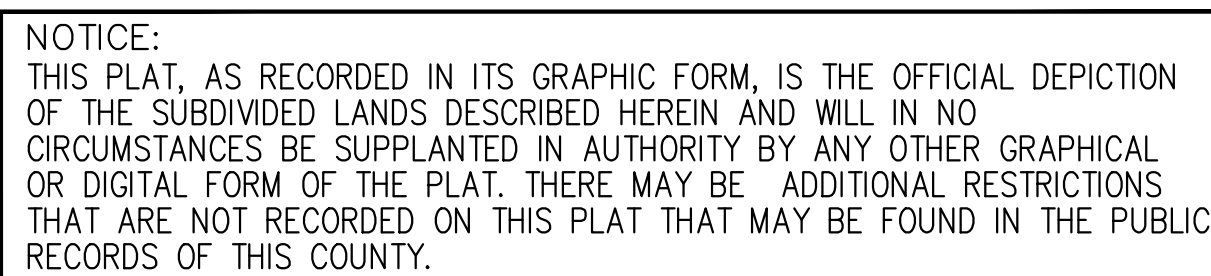 NOTICE:
THIS PLAT, AS RECORDED IN ITS GRAPHIC FORM, IS THE OFFICIAL DEPICTION
OF THE SUBDIVIDED LANDS DESCRIBED HEREIN AND WILL IN NO
CIRCUMSTANCES BE SUPPLANTED IN AUTHORITY BY ANY OTHER GRAPHICAL
OR DIGITAL FORM OF THE PLAT. THERE MAY BE ADDITIONAL RESTRICTIONS
THAT ARE NOT RECORDED ON THIS PLAT THAT MAY BE FOUND IN THE PUBLIC
RECORDS OF THIS COUNTY.